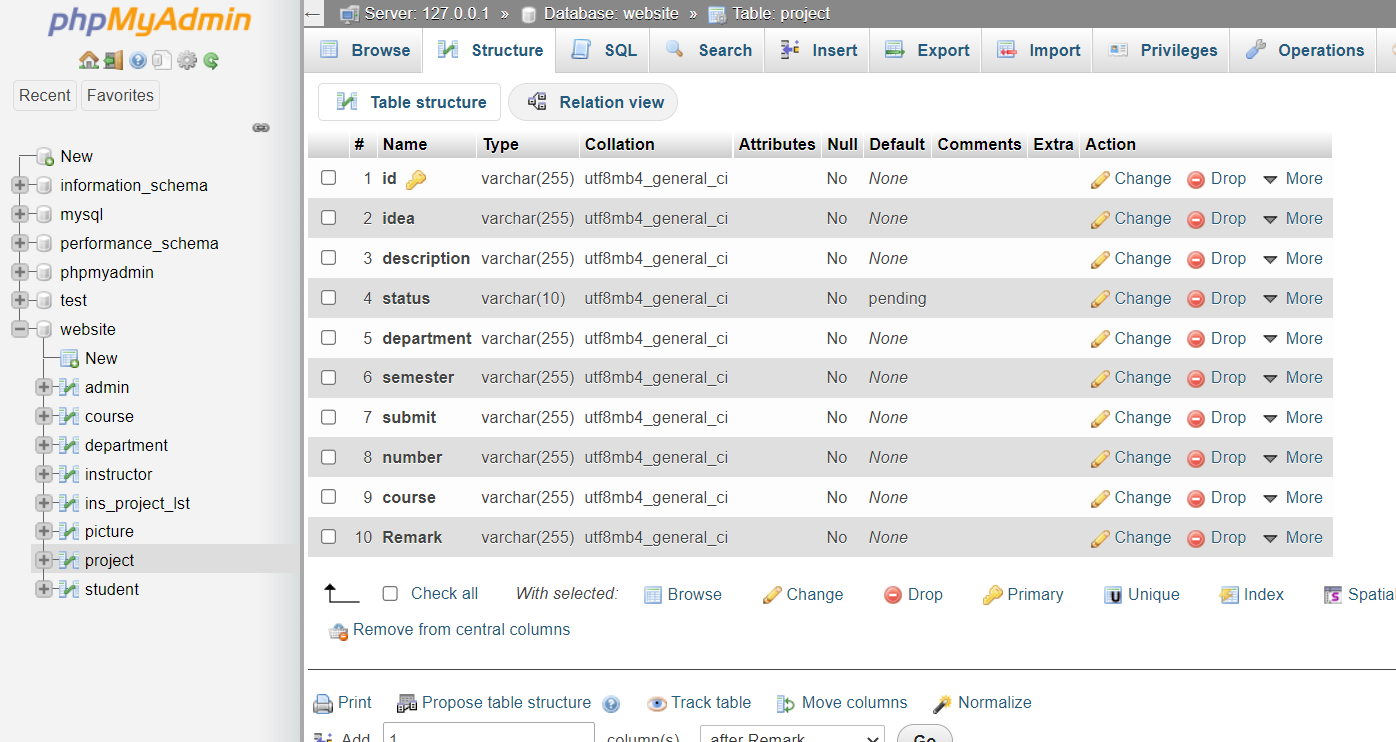 phpMyAdmin
Recent Favorites
New
information_schema
mysql
performance_schema
phpmyadmin
test
website
New
admin
course
department
instructor
ins_project_lst
picture
project
student
← Server: 127.0.0.1 » Database: website » Table: project
Browse Structure SQL Search Insert Export Import Privileges Operations
Table structure Relation view
# Name Type Collation Attributes Null Default Comments Extra Action
1 id varchar(255) utf8mb4_general_ci No None Change Drop More
2 idea varchar(255) utf8mb4_general_ci No None Change Drop More
3 description varchar(255) utf8mb4_general_ci No None Change Drop More
4 status varchar(10) utf8mb4_general_ci No pending Change Drop More
5 department varchar(255) utf8mb4_general_ci No None Change Drop More
6 semester varchar(255) utf8mb4_general_ci No None Change Drop More
7 submit varchar(255) utf8mb4_general_ci No None Change Drop More
8 number varchar(255) utf8mb4_general_ci No None Change Drop More
9 course varchar(255) utf8mb4_general_ci No None Change Drop More
10 Remark varchar(255) utf8mb4_general_ci No None Change Drop More
Check all With selected: Browse Change Drop Primary Unique Index Spatial
Remove from central columns
Print Propose table structure Track table Move columns Normalize
Add 1 column(s) after Remark Go